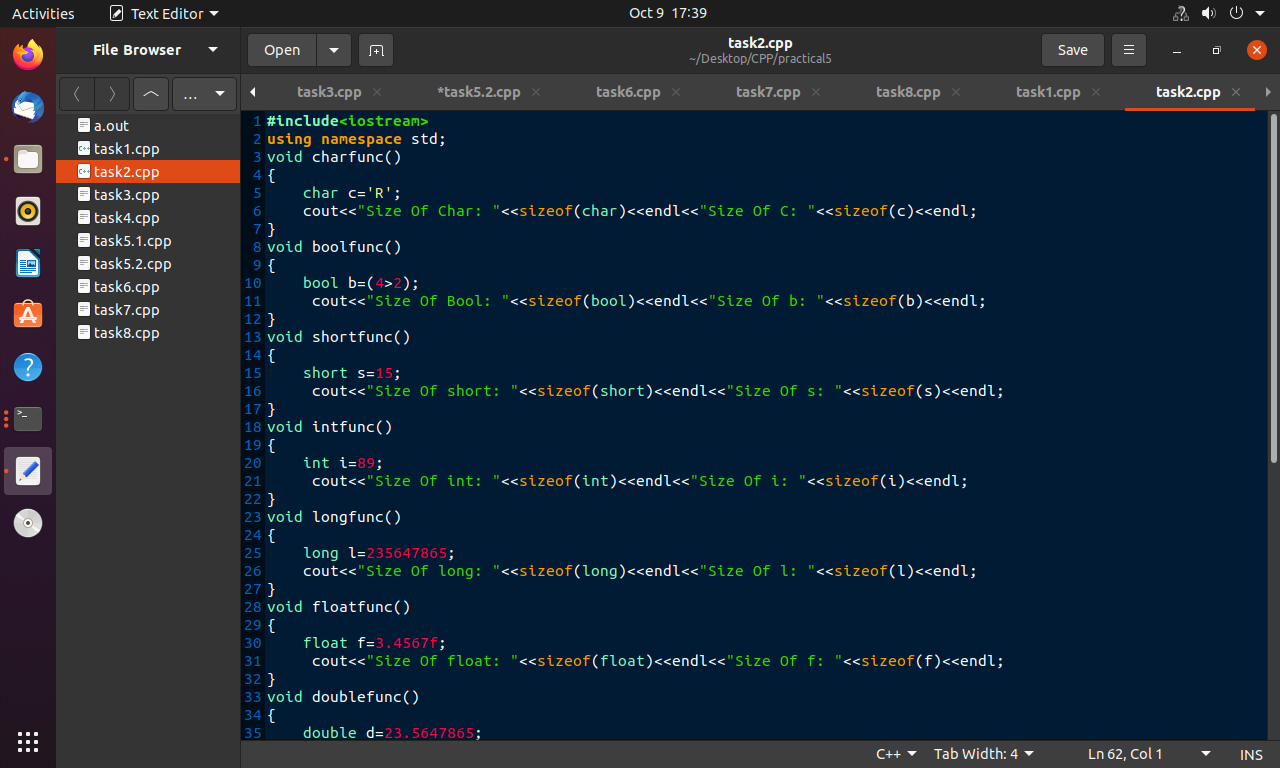 Activities Text Editor Oct 9 17:39
File Browser Open task2.cpp Save
~/Desktop/CPP/practical5
... task3.cpp *task5.2.cpp task6.cpp task7.cpp task8.cpp task1.cpp task2.cpp
a.out
task1.cpp
task2.cpp
task3.cpp
task4.cpp
task5.1.cpp
task5.2.cpp
task6.cpp
task7.cpp
task8.cpp
1 #include<iostream>
2 using namespace std;
3 void charfunc()
4 {
5     char c='R';
6     cout<<"Size Of Char: "<<sizeof(char)<<endl<<"Size Of C: "<<sizeof(c)<<endl;
7 }
8 void boolfunc()
9 {
10     bool b=(4>2);
11      cout<<"Size Of Bool: "<<sizeof(bool)<<endl<<"Size Of b: "<<sizeof(b)<<endl;
12 }
13 void shortfunc()
14 {
15     short s=15;
16      cout<<"Size Of short: "<<sizeof(short)<<endl<<"Size Of s: "<<sizeof(s)<<endl;
17 }
18 void intfunc()
19 {
20     int i=89;
21      cout<<"Size Of int: "<<sizeof(int)<<endl<<"Size Of i: "<<sizeof(i)<<endl;
22 }
23 void longfunc()
24 {
25     long l=235647865;
26     cout<<"Size Of long: "<<sizeof(long)<<endl<<"Size Of l: "<<sizeof(l)<<endl;
27 }
28 void floatfunc()
29 {
30     float f=3.4567f;
31      cout<<"Size Of float: "<<sizeof(float)<<endl<<"Size Of f: "<<sizeof(f)<<endl;
32 }
33 void doublefunc()
34 {
35     double d=23.5647865;
C++ Tab Width: 4 Ln 62, Col 1 INS